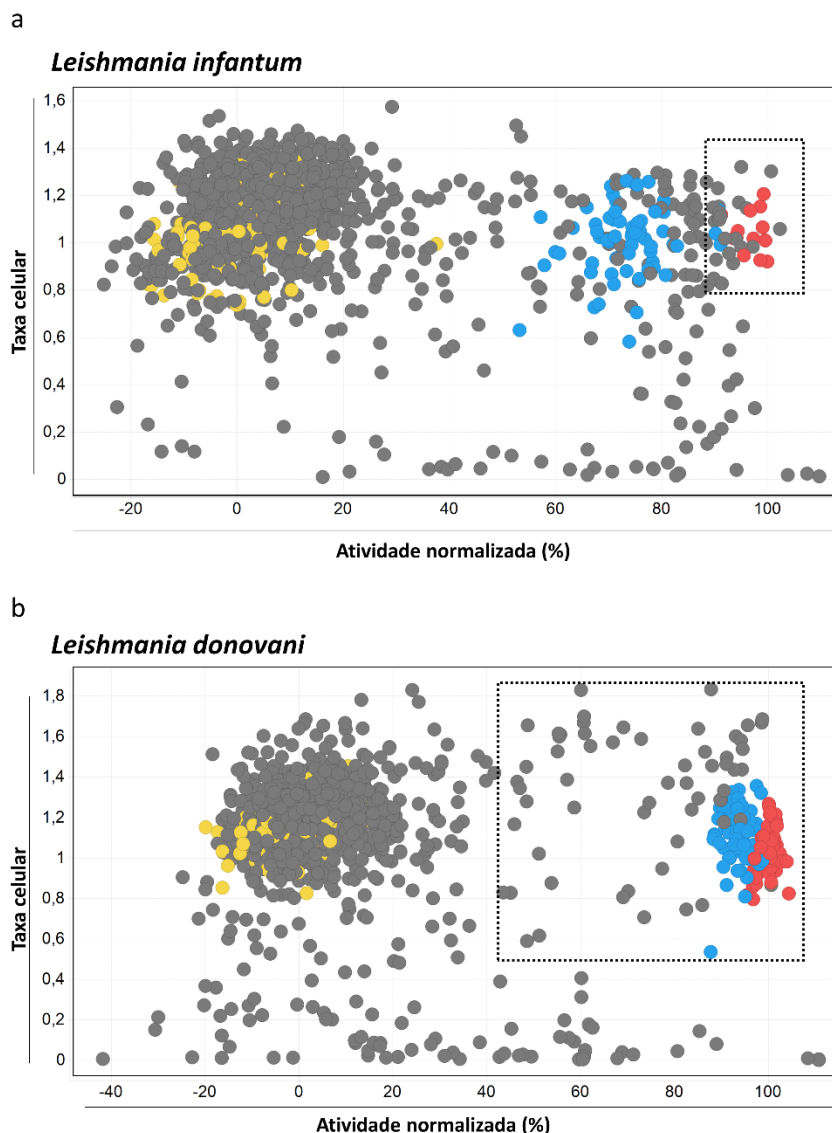 a
Leishmania infantum
Taxa celular
1,6
1,4
1,2
1
0,8
0,6
0,4
0,2
0
-20 0 20 40 60 80 100
Atividade normalizada (%)
b
Leishmania donovani
Taxa celular
1,8
1,6
1,4
1,2
1
0,8
0,6
0,4
0,2
0
-40 -20 0 20 40 60 80 100
Atividade normalizada (%)